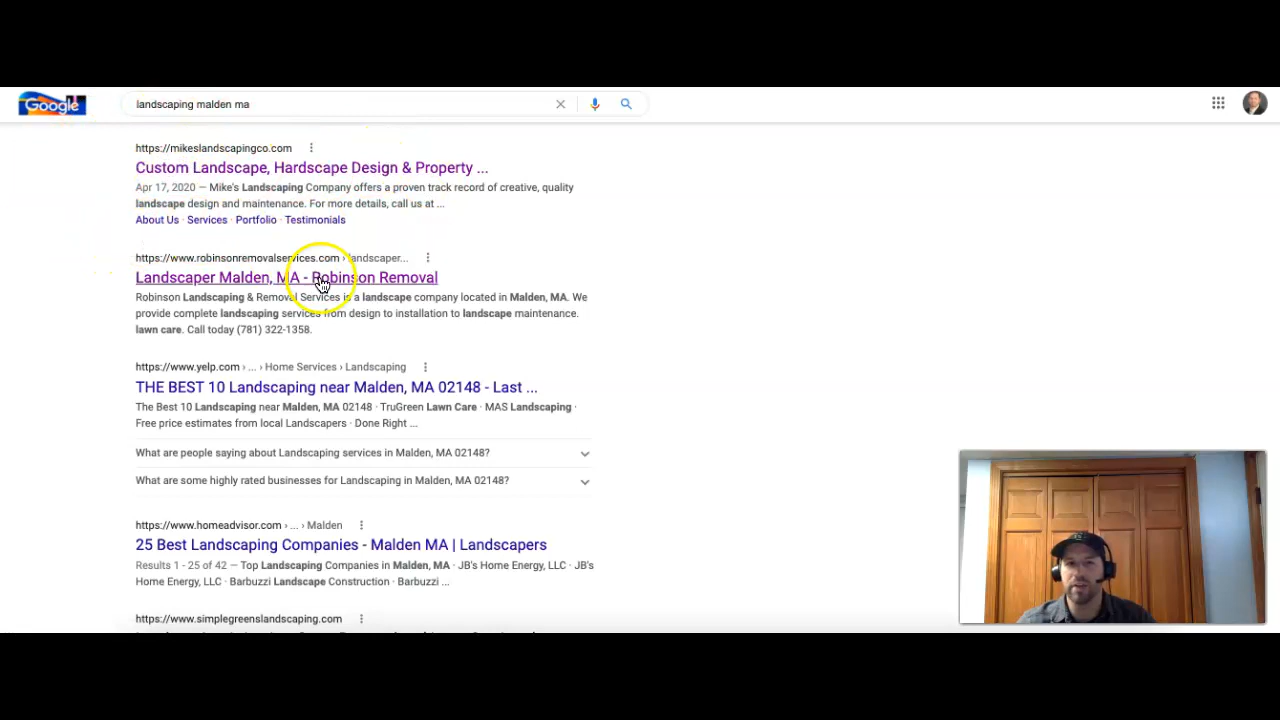 Google
landscaping malden ma
https://mikeslandscapingco.com
Custom Landscape, Hardscape Design & Property ...
Apr 17, 2020 — Mike's Landscaping Company offers a proven track record of creative, quality
landscape design and maintenance. For more details, call us at ...
About Us · Services · Portfolio · Testimonials
https://www.robinsonremovalservices.com › landscaper...
Landscaper Malden, MA - Robinson Removal
Robinson Landscaping & Removal Services is a landscape company located in Malden, MA. We
provide complete landscaping services from design to installation to landscape maintenance.
lawn care. Call today (781) 322-1358.
https://www.yelp.com › ... › Home Services › Landscaping
THE BEST 10 Landscaping near Malden, MA 02148 - Last ...
The Best 10 Landscaping near Malden, MA 02148 · TruGreen Lawn Care · MAS Landscaping ·
Free price estimates from local Landscapers · Done Right ...
What are people saying about Landscaping services in Malden, MA 02148?
What are some highly rated businesses for Landscaping in Malden, MA 02148?
https://www.homeadvisor.com › ... › Malden
25 Best Landscaping Companies - Malden MA | Landscapers
Results 1 - 25 of 42 — Top Landscaping Companies in Malden, MA · JB's Home Energy, LLC · JB's
Home Energy, LLC · Barbuzzi Landscape Construction · Barbuzzi ...
https://www.simplegreenslandscaping.com